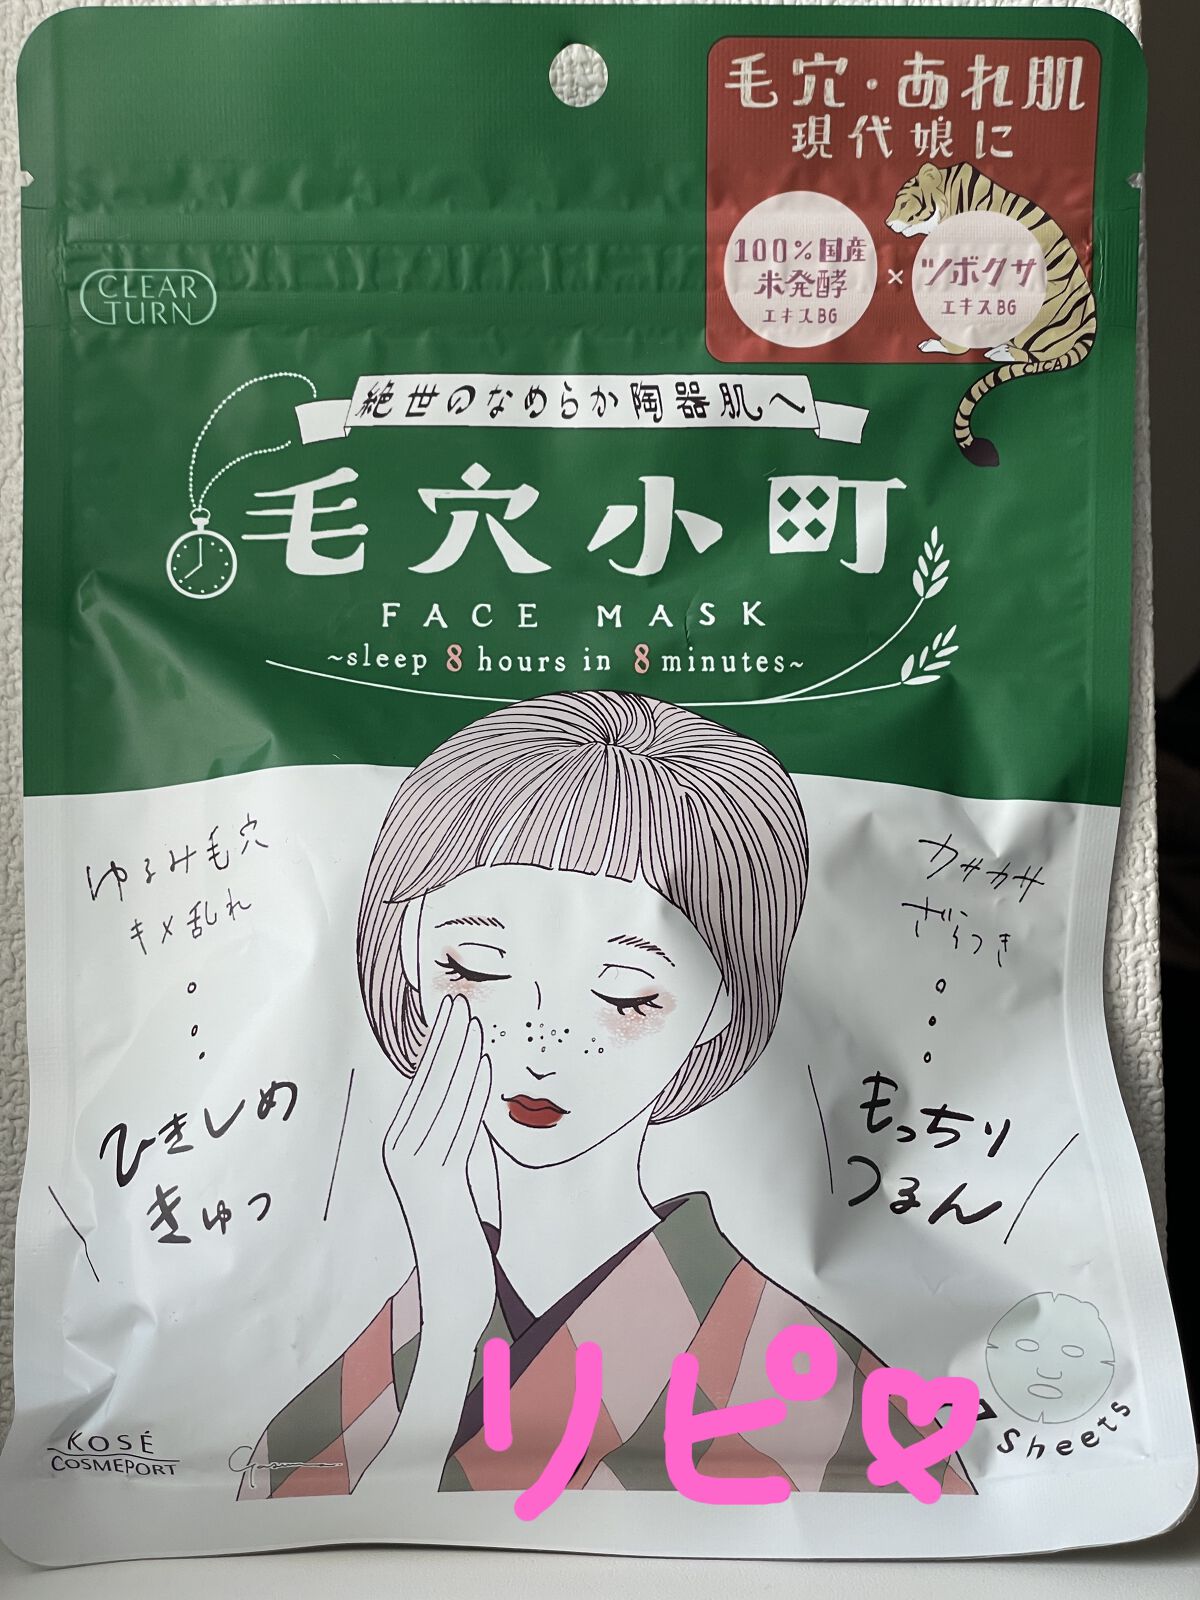 毛穴・あれ肌
現代娘に
100%国産
米発酵
エキスBG
×
ツボクサ
エキスBG
CICA
CLEAR
TURN
絶世のなめらか陶器肌へ
毛穴小町
FACE MASK
~sleep 8 hours in 8 minutes~
ゆるみ毛穴
キメ乱れ
ひきしめ
きゅっ
カサカサ
ざらつき
もっちり
つるん
リピ
Sheets
KOSÉ
COSMEPORT